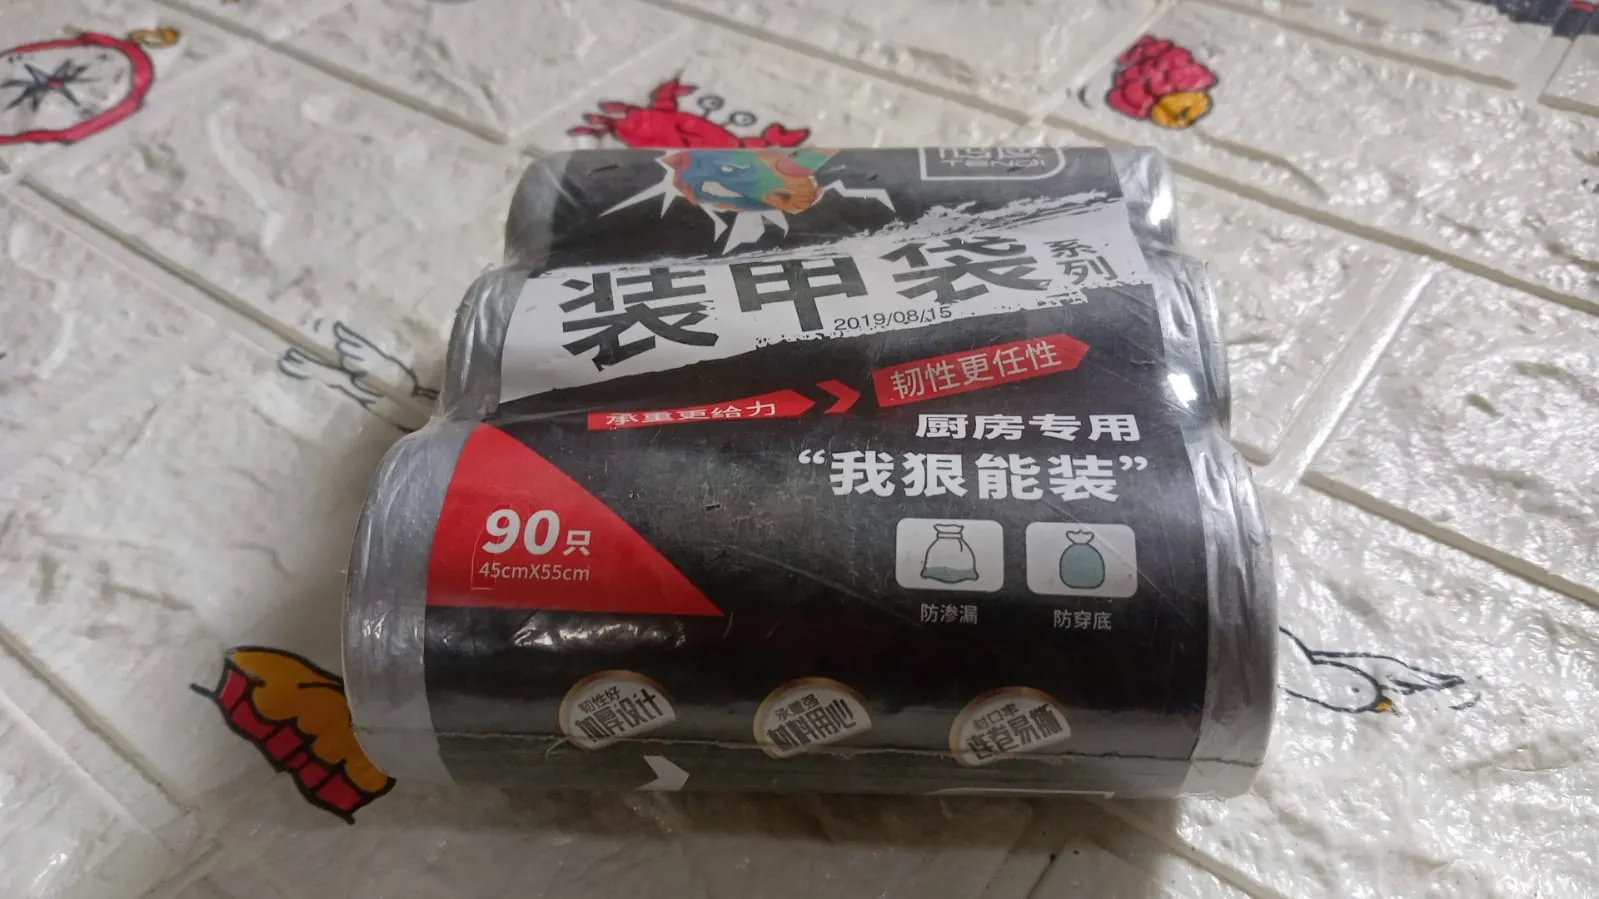 装甲袋系列
2019/08/15
承重更给力
韧性更任性
厨房专用
“我狠能装”
90只
45cmX55cm
防渗漏
防穿底
韧性好
加厚设计
承重强
材料用心
封口牢
连卷易撕